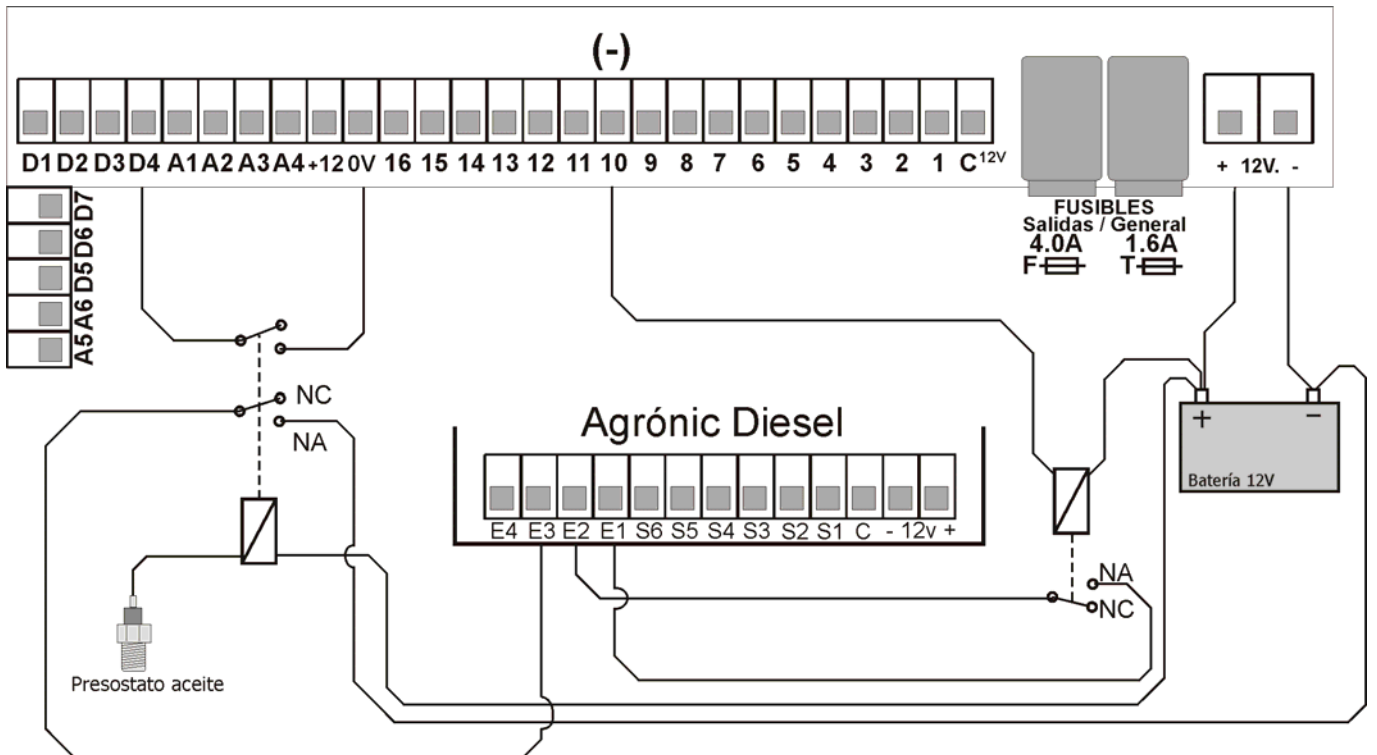 (-)
D1 D2 D3 D4 A1 A2 A3 A4 +12 0V 16 15 14 13 12 11 10 9 8 7 6 5 4 3 2 1 C12V
+ 12V. -
D7
D6
D5
A6
A5
FUSIBLES
Salidas / General
4.0A 1.6A
F T
NC
NA
Agrónic Diesel
E4 E3 E2 E1 S6 S5 S4 S3 S2 S1 C - 12v +
+ -
Batería 12V
NA
NC
Presostato aceite